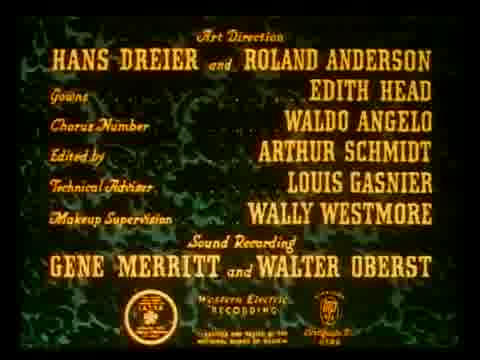 Art Direction
HANS DREIER and ROLAND ANDERSON
Gowns EDITH HEAD
Chorus Number WALDO ANGELO
Edited by ARTHUR SCHMIDT
Technical Adviser LOUIS GASNIER
Makeup Supervision WALLY WESTMORE
Sound Recording
GENE MERRITT and WALTER OBERST
Western Electric
RECORDING